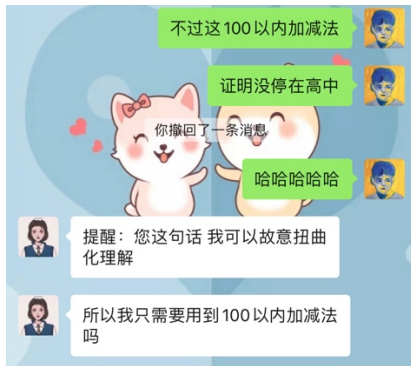 不过这100以内加减法
证明没停在高中
你撤回了一条消息
哈哈哈哈哈
提醒：您这句话 我可以故意扭曲
化理解
所以我只需要用到100以内加减法
吗